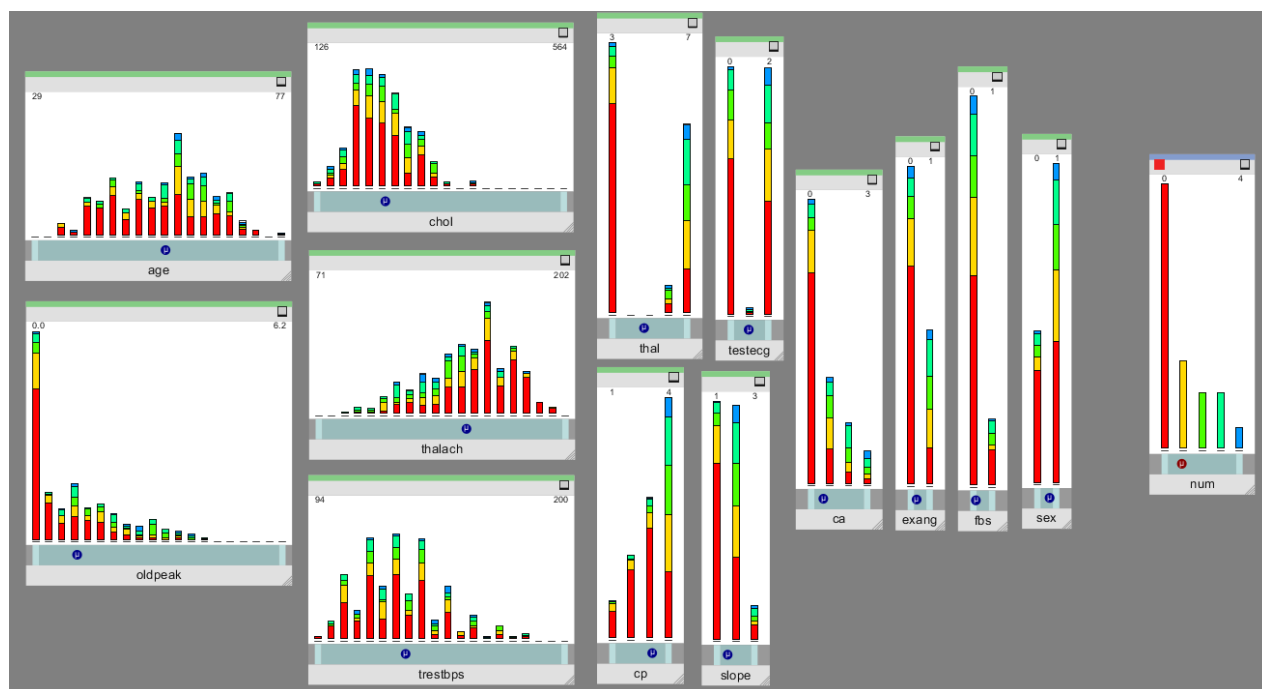 29 77
μ
age
0.0 6.2
μ
oldpeak
126 564
μ
chol
71 202
μ
thalach
94 200
μ
trestbps
3 7
μ
thal
0 2
μ
testecg
1 4
μ
cp
1 3
μ
slope
0 3
μ
ca
0 1
μ
exang
0 1
μ
fbs
0 1
μ
sex
0 4
μ
num